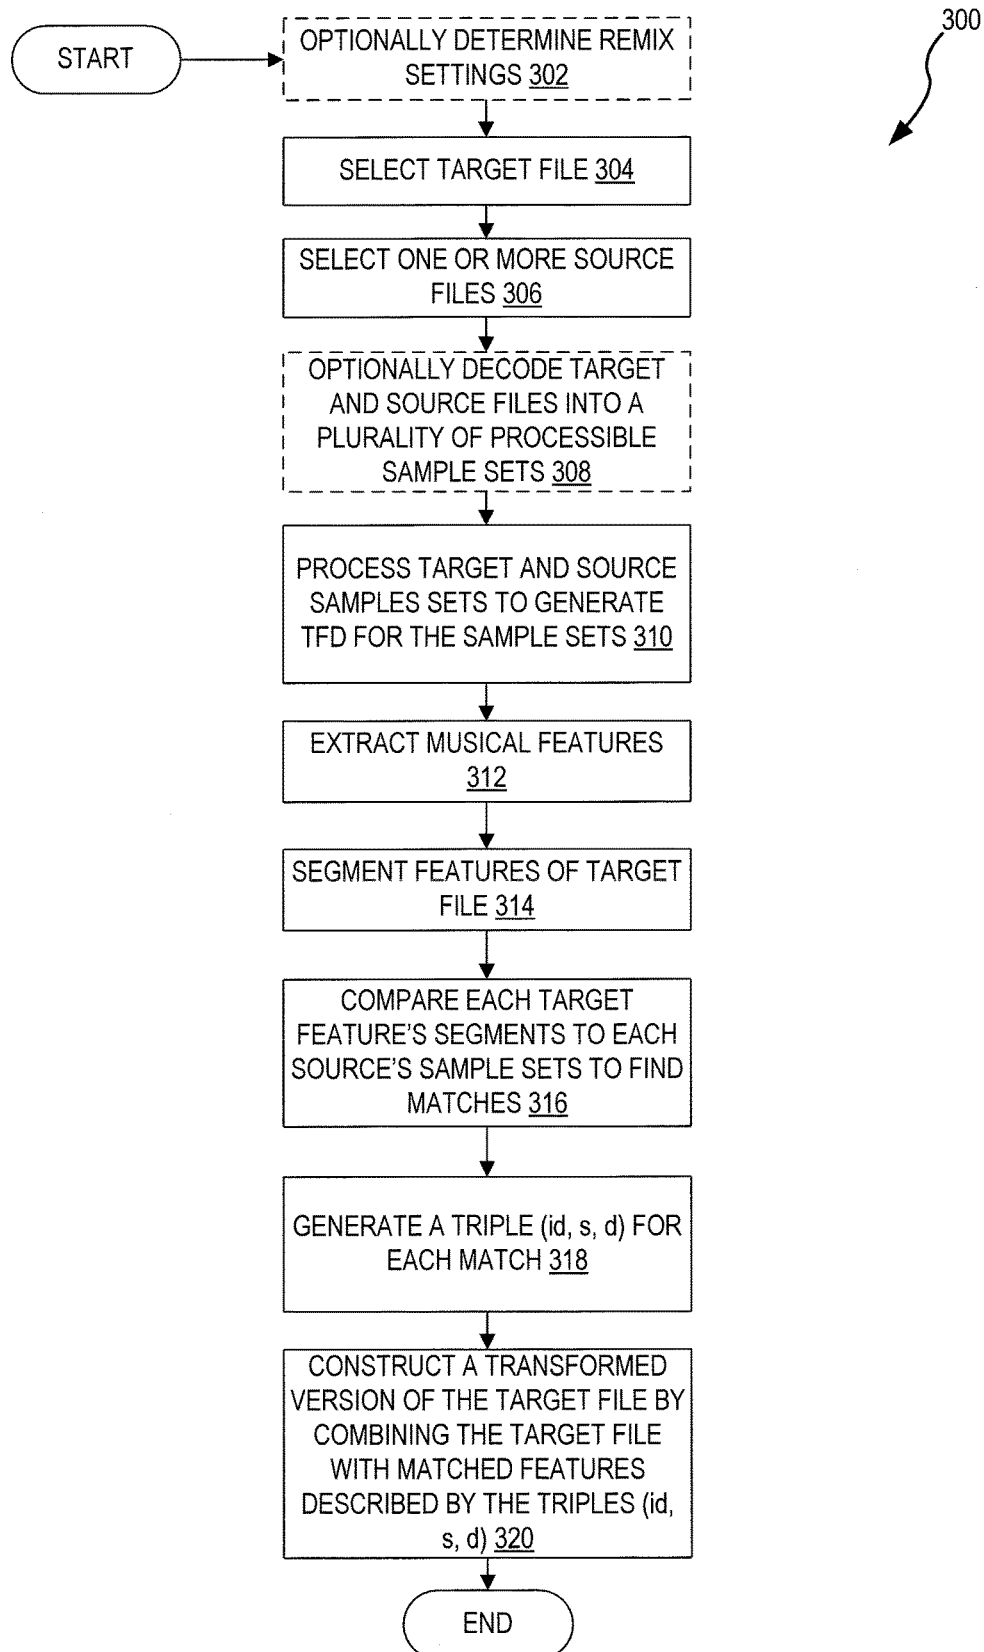 300
START
OPTIONALLY DETERMINE REMIX
SETTINGS 302
SELECT TARGET FILE 304
SELECT ONE OR MORE SOURCE
FILES 306
OPTIONALLY DECODE TARGET
AND SOURCE FILES INTO A
PLURALITY OF PROCESSIBLE
SAMPLE SETS 308
PROCESS TARGET AND SOURCE
SAMPLES SETS TO GENERATE
TFD FOR THE SAMPLE SETS 310
EXTRACT MUSICAL FEATURES
312
SEGMENT FEATURES OF TARGET
FILE 314
COMPARE EACH TARGET
FEATURE'S SEGMENTS TO EACH
SOURCE'S SAMPLE SETS TO FIND
MATCHES 316
GENERATE A TRIPLE (id, s, d) FOR
EACH MATCH 318
CONSTRUCT A TRANSFORMED
VERSION OF THE TARGET FILE BY
COMBINING THE TARGET FILE
WITH MATCHED FEATURES
DESCRIBED BY THE TRIPLES (id,
s, d) 320
END